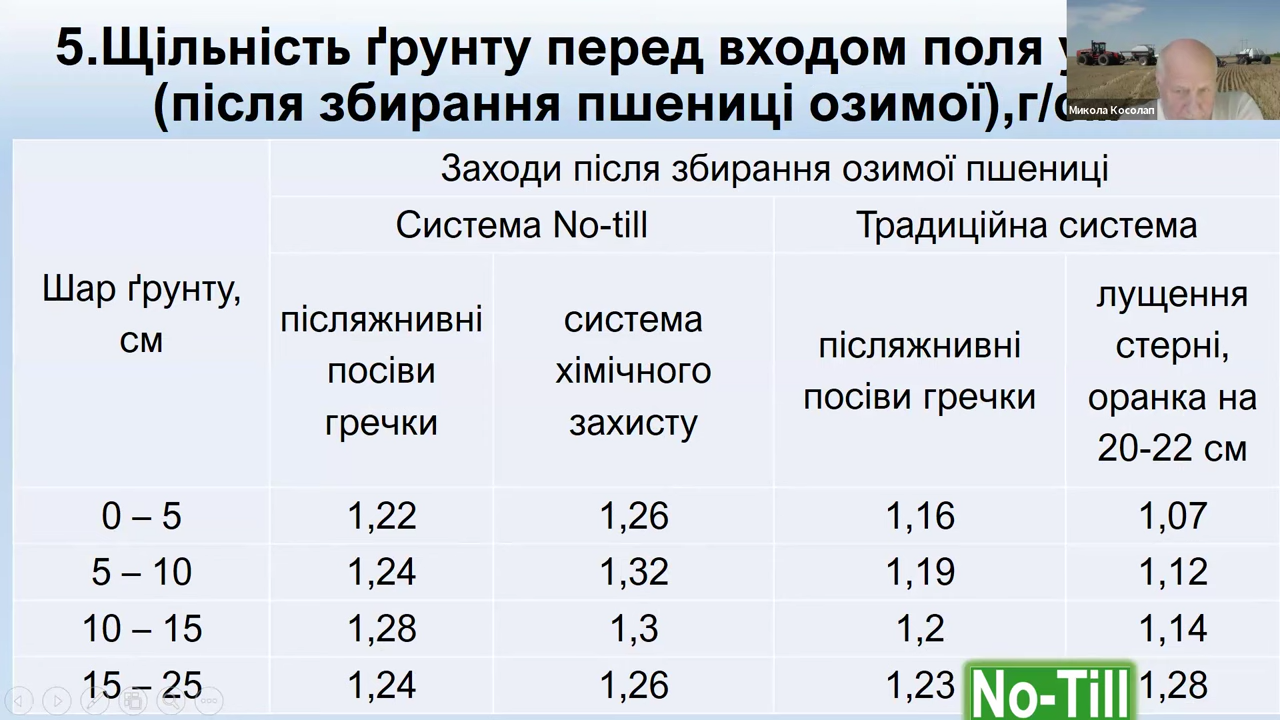 5.Щільність ґрунту перед входом поля
(після збирання пшениці озимої),г/
Микола Косолап
Заходи після збирання озимої пшениці
Система No-till
Традиційна система
Шар ґрунту,
см
післяжнивні
посіви
гречки
система
хімічного
захисту
післяжнивні
посіви гречки
лущення
стерні,
оранка на
20-22 см
0 – 5 1,22 1,26 1,16 1,07
5 – 10 1,24 1,32 1,19 1,12
10 – 15 1,28 1,3 1,2 1,14
15 – 25 1,24 1,26 1,23 1,28
No-Till